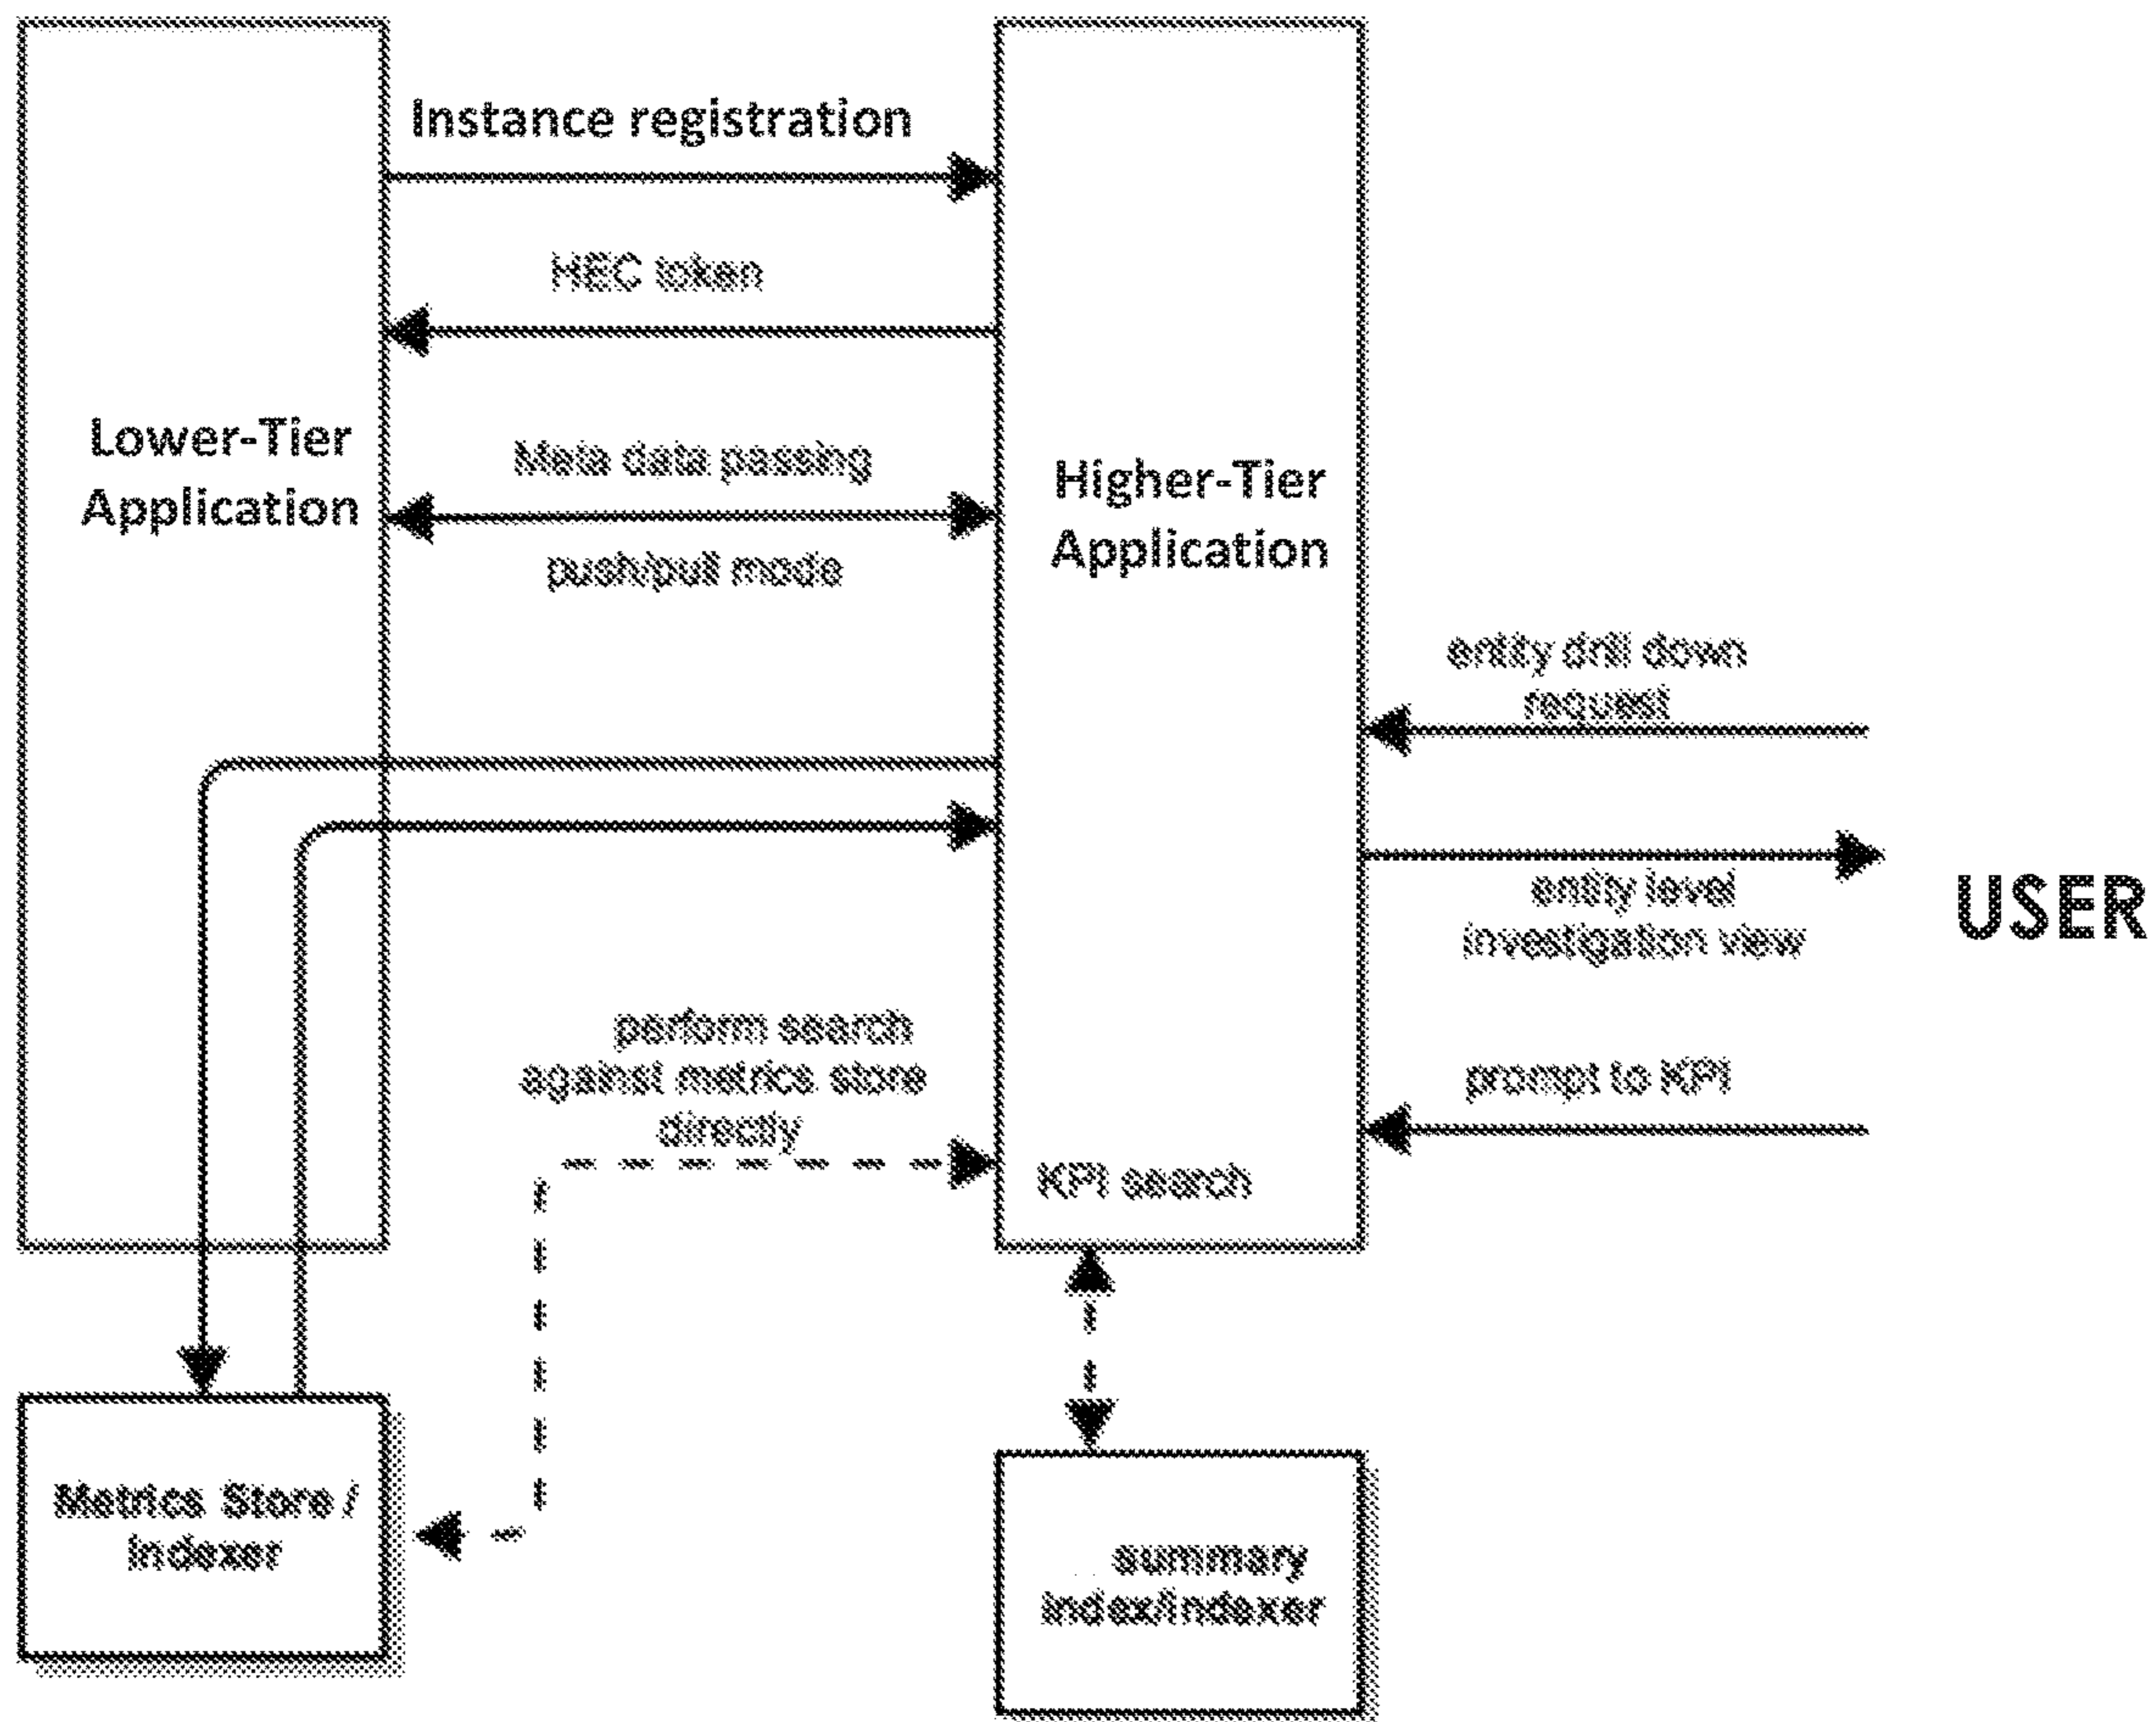 Instance registration
HEC token
Lower-Tier
Application
Meta data passing
push/pull mode
Higher-Tier
Application
entity drill down
request
entity level
investigation view
USER
perform search
against metrics store
directly
prompt to KPI
KPI search
Metrics Store /
Indexer
summary
index/indexer